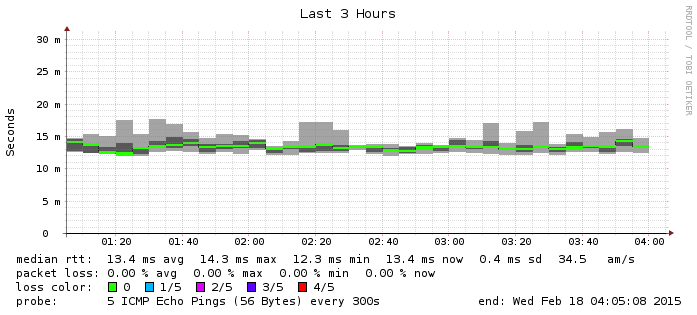 Last 3 Hours
RRDTOOL / TOBI OETIKER
Seconds
30 m
25 m
20 m
15 m
10 m
5 m
0
01:20 01:40 02:00 02:20 02:40 03:00 03:20 03:40 04:00
median rtt: 13.4 ms avg 14.3 ms max 12.3 ms min 13.4 ms now 0.4 ms sd 34.5 am/s
packet loss: 0.00 % avg 0.00 % max 0.00 % min 0.00 % now
loss color: 0 1/5 2/5 3/5 4/5
probe: 5 ICMP Echo Pings (56 Bytes) every 300s end: Wed Feb 18 04:05:08 2015